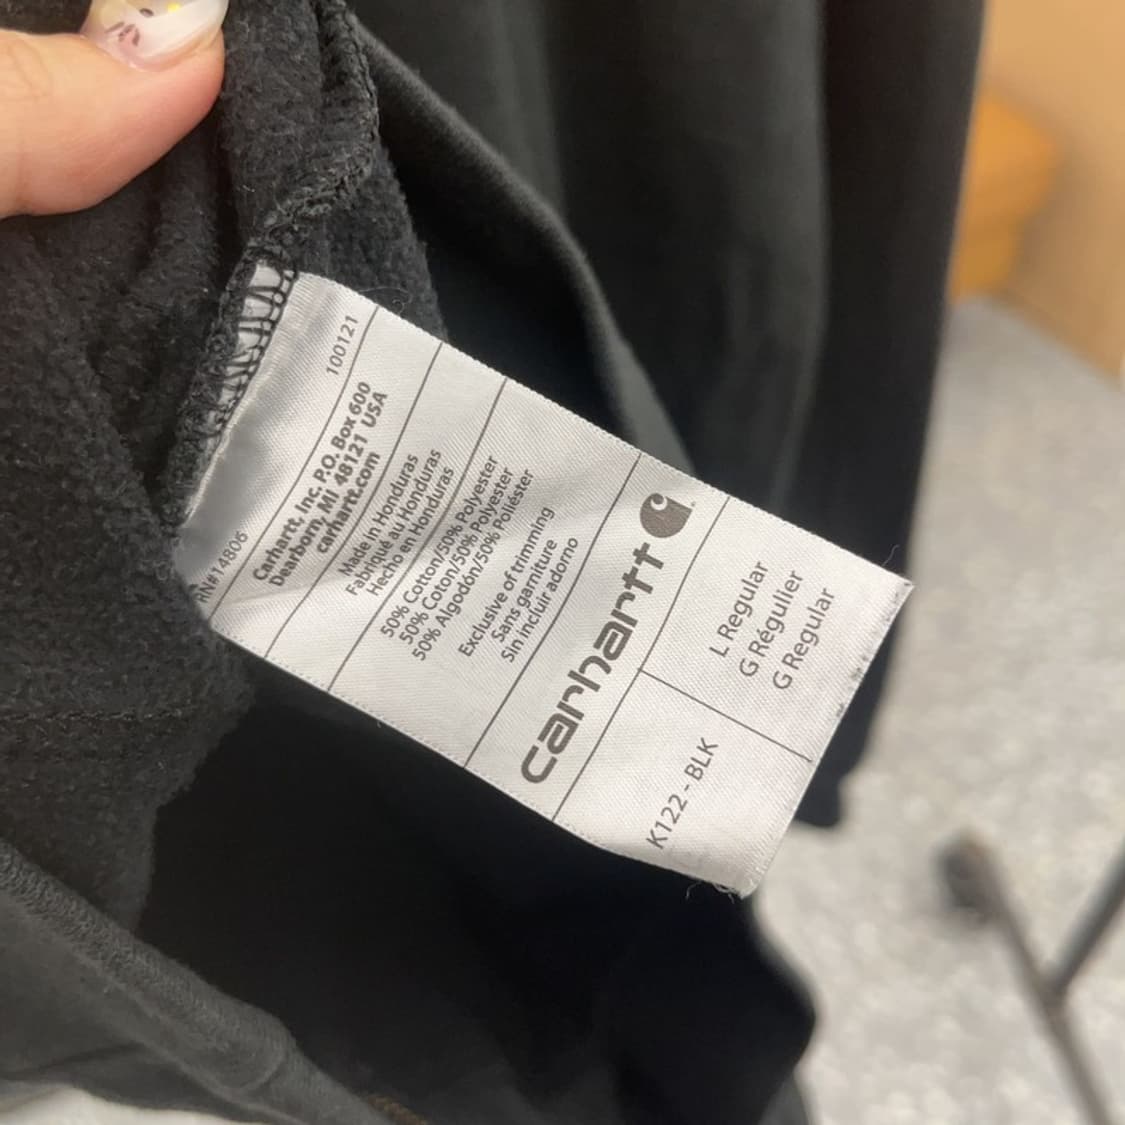 100121
RN#14806
Carhartt, Inc. P.O. Box 600
Dearborn, MI 48121 USA
carhartt.com
Made in Honduras
Fabriqué au Honduras
Hecho en Honduras
50% Cotton/50% Polyester
50% Coton/50% Polyester
50% Algodón/50% Poliéster
Exclusive of trimming
Sans garniture
Sin incluir adorno
carhartt
L Regular
G Régulier
G Regular
K122 - BLK